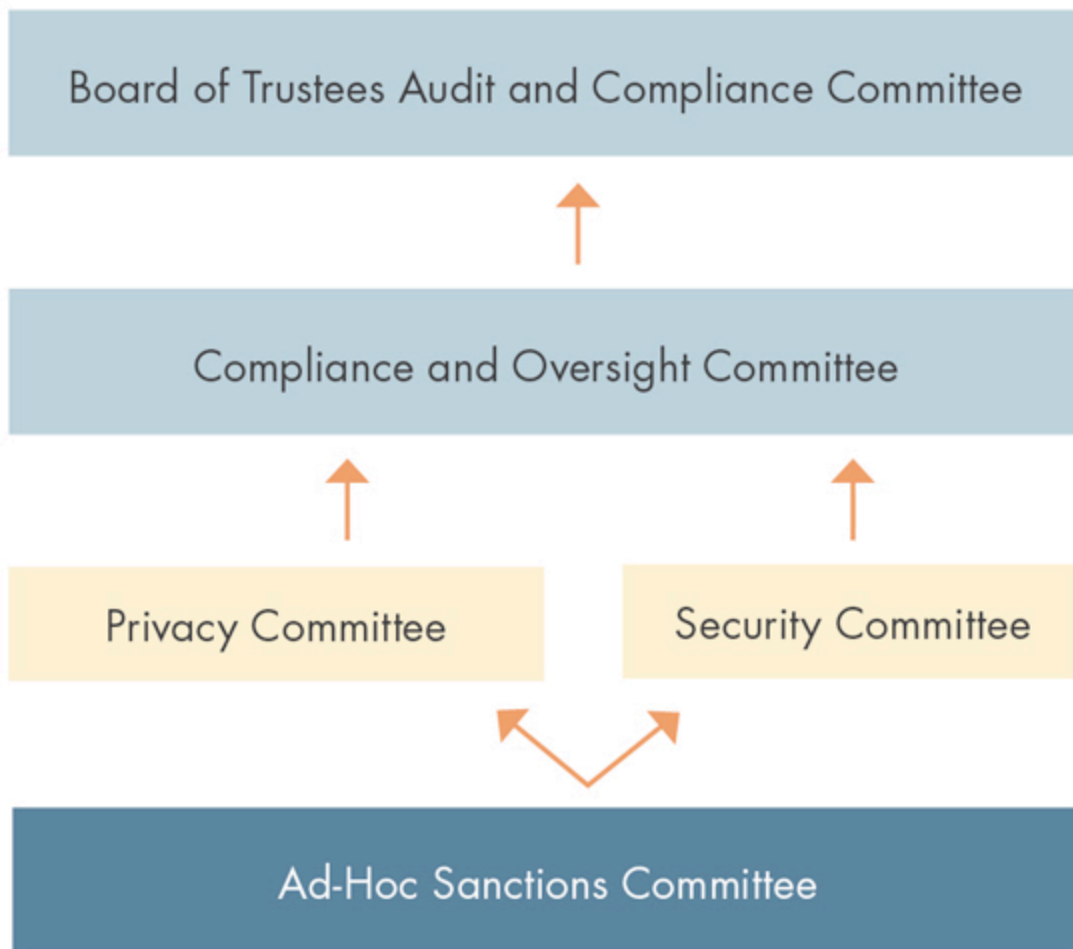 Board of Trustees Audit and Compliance Committee
Compliance and Oversight Committee
Privacy Committee
Security Committee
Ad-Hoc Sanctions Committee